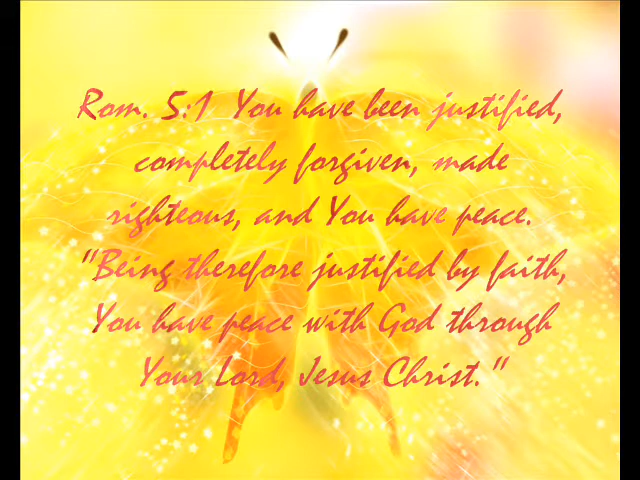 Rom. 5:1 You have been justified,
completely forgiven, made
righteous, and You have peace.
"Being therefore justified by faith,
You have peace with God through
Your Lord, Jesus Christ."